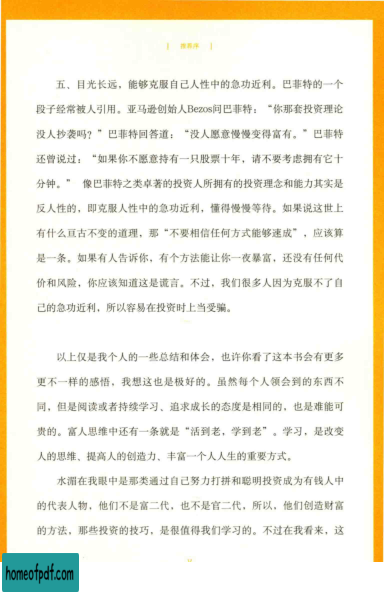 推荐序
五、目光长远，能够克服自己人性中的急功近利。巴菲特的一个
段子经常被人引用。亚马逊创始人Bezos问巴菲特：“你那套投资理论
没人抄袭吗？”巴菲特回答道：“没人愿意慢慢变得富有。”巴菲特
还曾说过：“如果你不愿意持有一只股票十年，请不要考虑拥有它十
分钟。” 像巴菲特之类卓著的投资人所拥有的投资理念和能力其实是
反人性的，即克服人性中的急功近利，懂得慢慢等待。如果说这世上
有什么亘古不变的道理，那“不要相信任何方式能够速成”，应该算
是一条。如果有人告诉你，有个方法能让你一夜暴富，还没有任何代
价和风险，你应该知道这是谎言。不过，我们很多人因为克服不了自
己的急功近利，所以容易在投资时上当受骗。
以上仅是我个人的一些总结和体会，也许你看了这本书会有更多
更不一样的感悟，我想这也是极好的。虽然每个人领会到的东西不
同，但是阅读或者持续学习、追求成长的态度是相同的，也是难能可
贵的。富人思维中还有一条就是“活到老，学到老”。学习，是改变
人的思维、提高人的创造力、丰富一个人人生的重要方式。
水湄在我眼中是那类通过自己努力打拼和聪明投资成为有钱人中
的代表人物，他们不是富二代，也不是官二代，所以，他们创造财富
的方法，那些投资的技巧，是很值得我们学习的。不过在我看来，这
homeofpdf.com